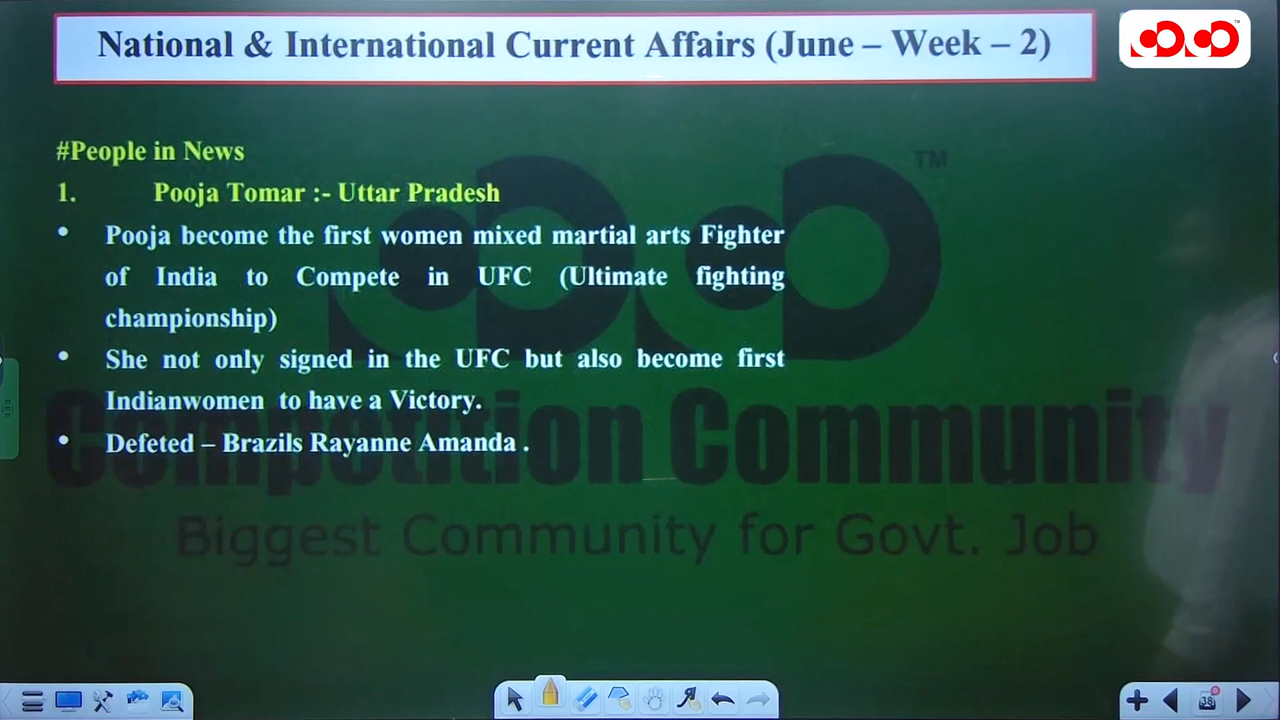 National & International Current Affairs (June – Week – 2)
#People in News
1. Pooja Tomar :- Uttar Pradesh
• Pooja become the first women mixed martial arts Fighter
of India to Compete in UFC (Ultimate fighting
championship)
• She not only signed in the UFC but also become first
Indianwomen to have a Victory.
• Defeted – Brazils Rayanne Amanda .
TM
Competition Community
Biggest Community for Govt. Job